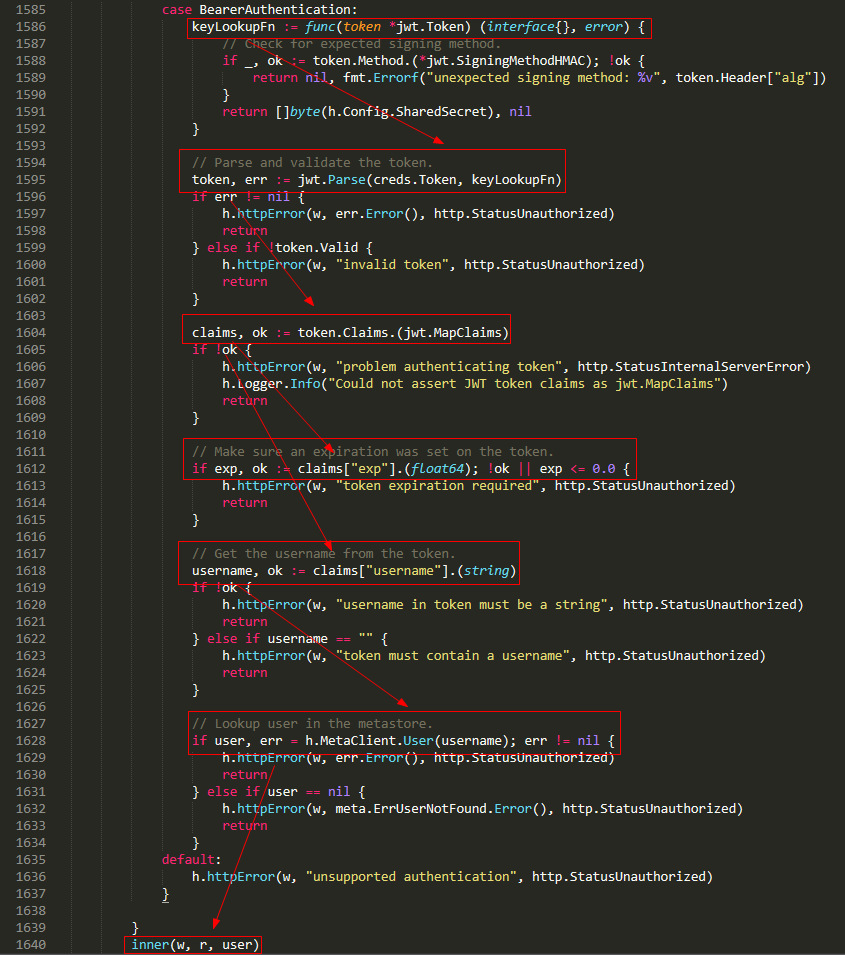 1585 case BearerAuthentication:
1586 keyLookupFn := func(token *jwt.Token) (interface{}, error) {
1587 // Check for expected signing method.
1588 if _, ok := token.Method.(*jwt.SigningMethodHMAC); !ok {
1589 return nil, fmt.Errorf("unexpected signing method: %v", token.Header["alg"])
1590 }
1591 return []byte(h.Config.SharedSecret), nil
1592 }
1593
1594 // Parse and validate the token.
1595 token, err := jwt.Parse(creds.Token, keyLookupFn)
1596 if err != nil {
1597 h.httpError(w, err.Error(), http.StatusUnauthorized)
1598 return
1599 } else if !token.Valid {
1600 h.httpError(w, "invalid token", http.StatusUnauthorized)
1601 return
1602 }
1603
1604 claims, ok := token.Claims.(jwt.MapClaims)
1605 if !ok {
1606 h.httpError(w, "problem authenticating token", http.StatusInternalServerError)
1607 h.Logger.Info("Could not assert JWT token claims as jwt.MapClaims")
1608 return
1609 }
1610
1611 // Make sure an expiration was set on the token.
1612 if exp, ok := claims["exp"].(float64); !ok || exp <= 0.0 {
1613 h.httpError(w, "token expiration required", http.StatusUnauthorized)
1614 return
1615 }
1616
1617 // Get the username from the token.
1618 username, ok := claims["username"].(string)
1619 if !ok {
1620 h.httpError(w, "username in token must be a string", http.StatusUnauthorized)
1621 return
1622 } else if username == "" {
1623 h.httpError(w, "token must contain a username", http.StatusUnauthorized)
1624 return
1625 }
1626
1627 // Lookup user in the metastore.
1628 if user, err = h.MetaClient.User(username); err != nil {
1629 h.httpError(w, err.Error(), http.StatusUnauthorized)
1630 return
1631 } else if user == nil {
1632 h.httpError(w, meta.ErrUserNotFound.Error(), http.StatusUnauthorized)
1633 return
1634 }
1635 default:
1636 h.httpError(w, "unsupported authentication", http.StatusUnauthorized)
1637 }
1638
1639 }
1640 inner(w, r, user)